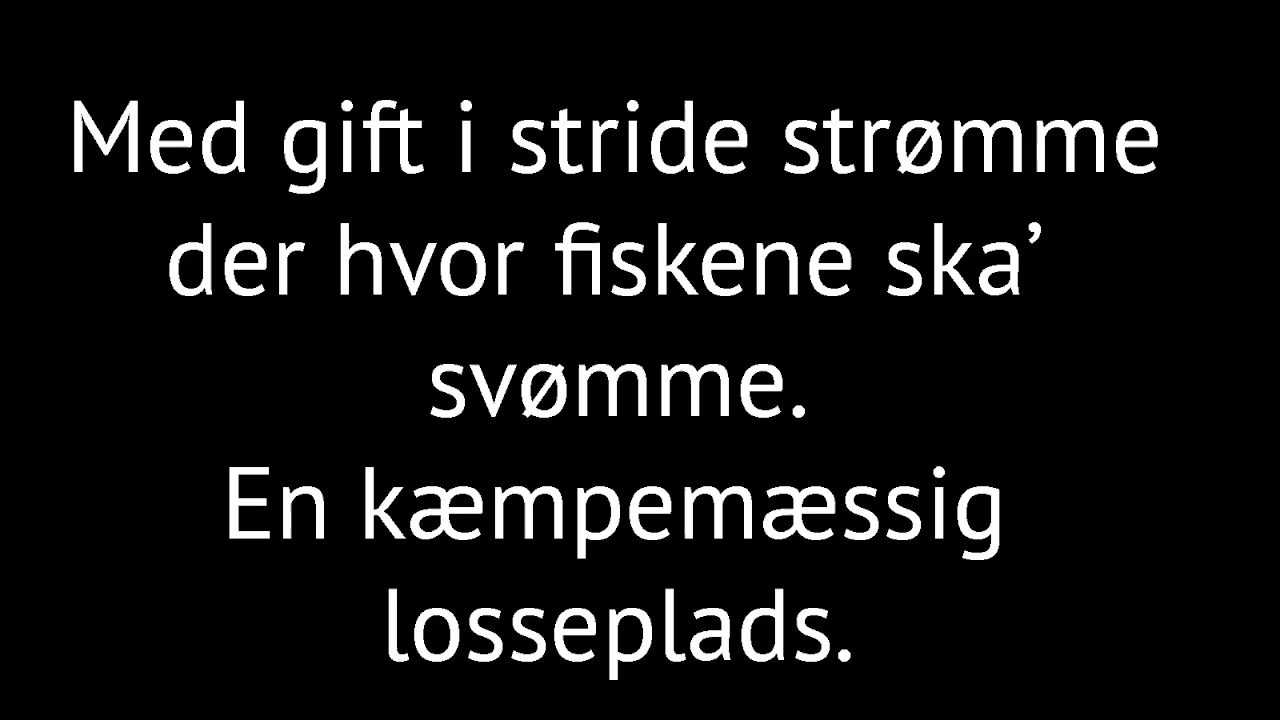 Med gift i stride strømme
der hvor fiskene ska’
svømme.
En kæmpemæssig
losseplads.